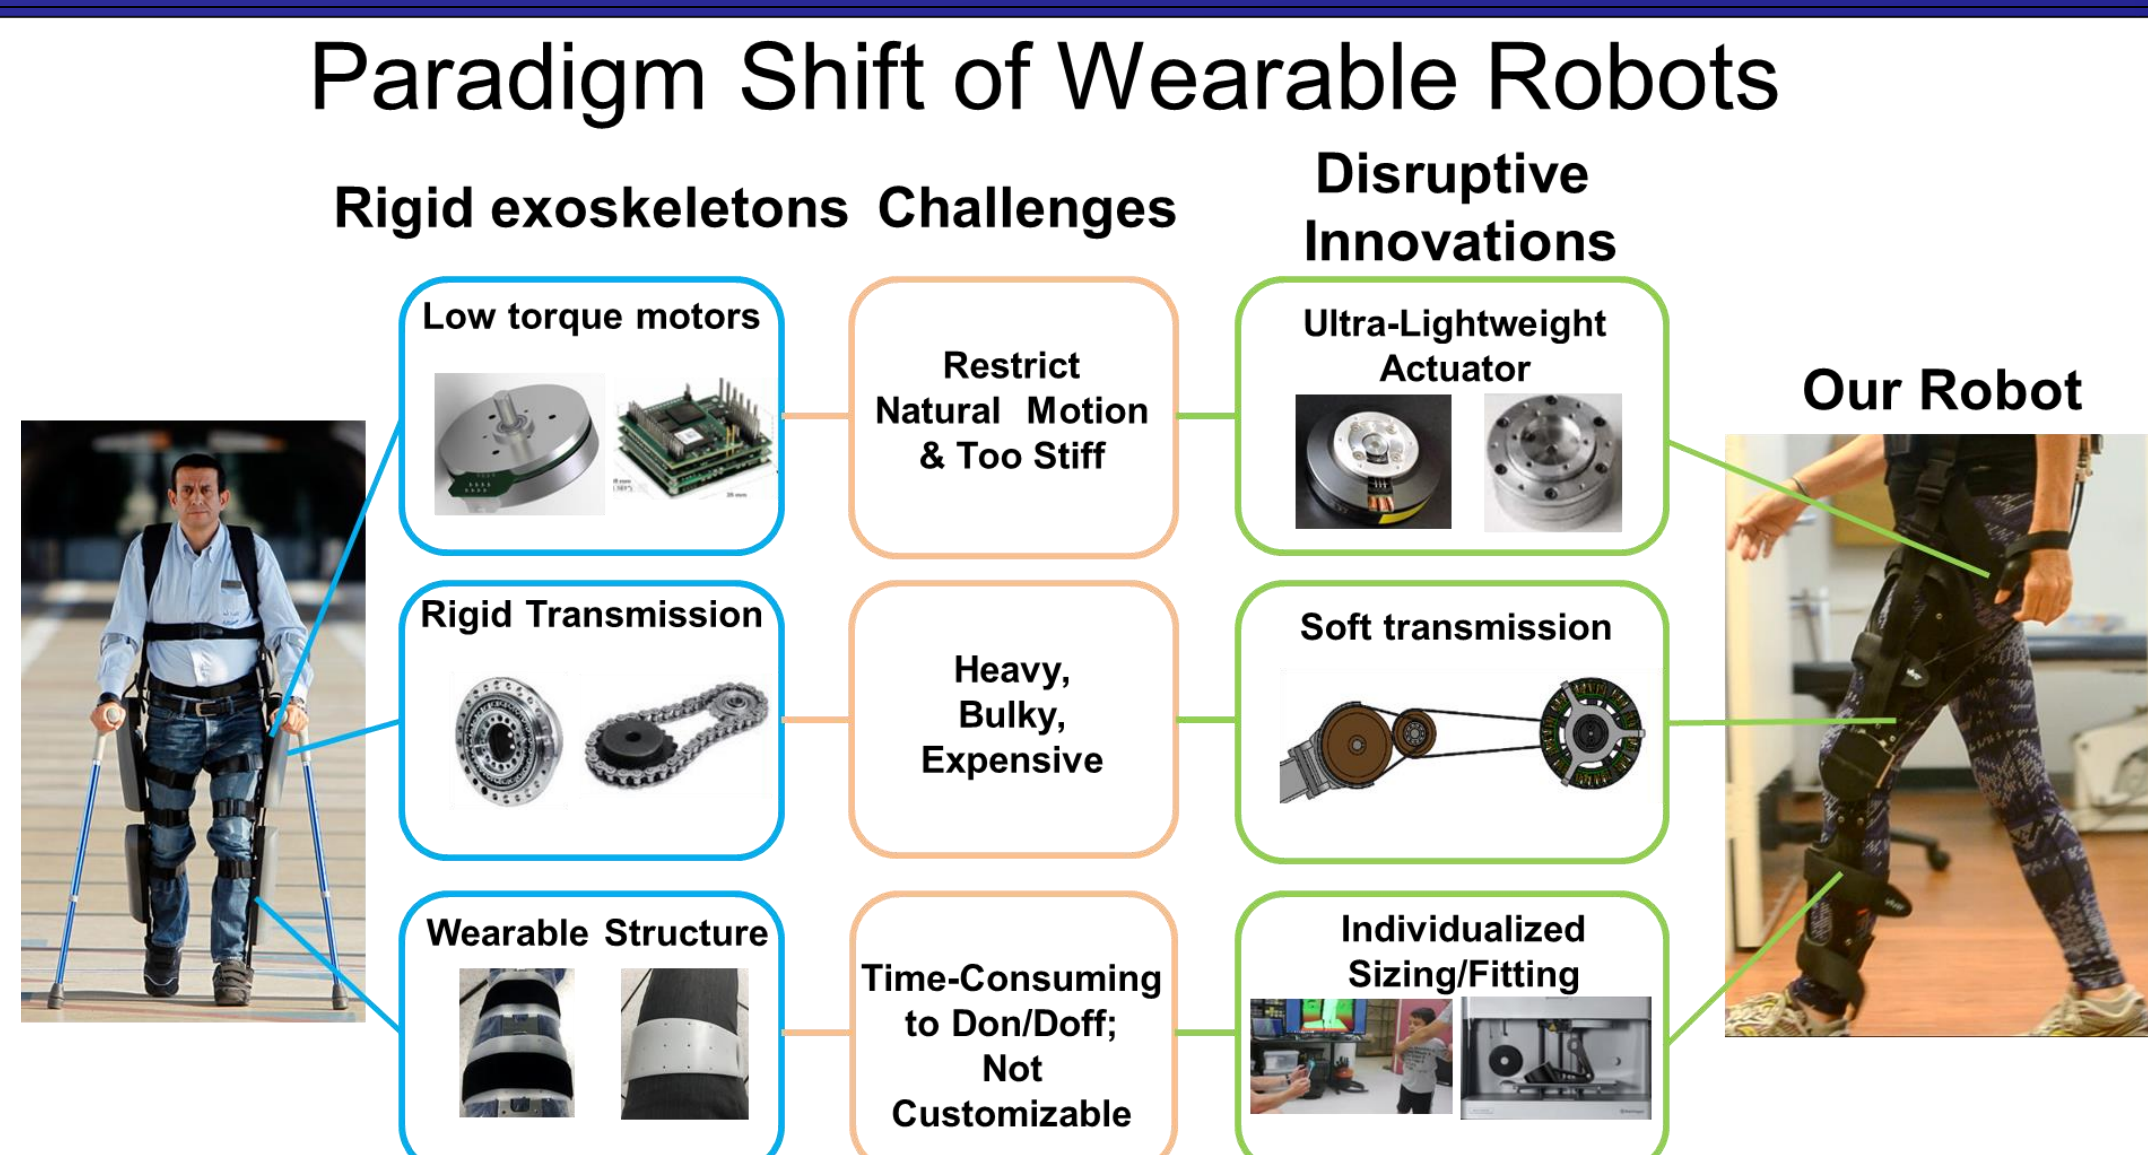 Paradigm Shift of Wearable Robots
Rigid exoskeletons
Challenges
Disruptive
Innovations
Low torque motors
Restrict
Natural Motion
& Too Stiff
Ultra-Lightweight
Actuator
Our Robot
Rigid Transmission
Heavy,
Bulky,
Expensive
Soft transmission
Wearable Structure
Time-Consuming
to Don/Doff;
Not
Customizable
Individualized
Sizing/Fitting